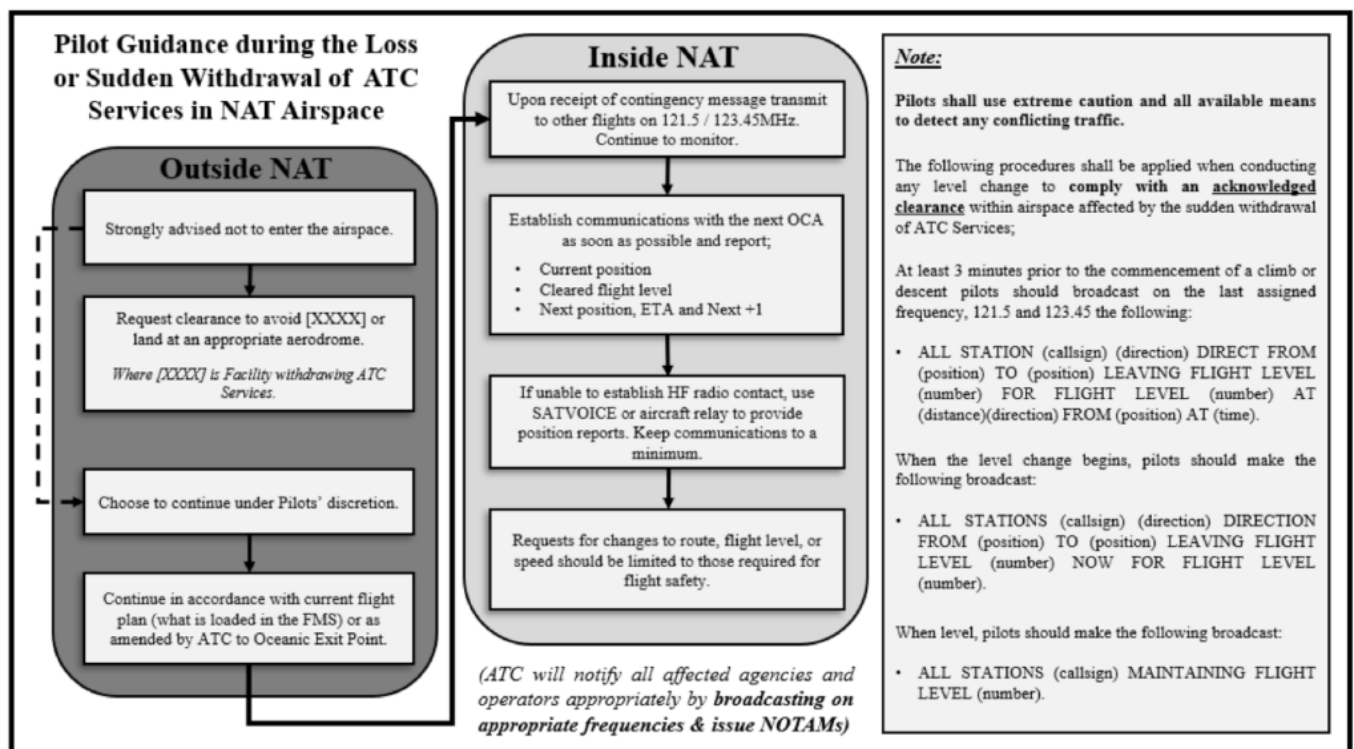 Pilot Guidance during the Loss
or Sudden Withdrawal of ATC
Services in NAT Airspace
Outside NAT
Strongly advised not to enter the airspace.
Request clearance to avoid [XXXX] or
land at an appropriate aerodrome.
Where [XXXX] is Facility withdrawing ATC
Services.
Choose to continue under Pilots' discretion.
Continue in accordance with current flight
plan (what is loaded in the FMS) or as
amended by ATC to Oceanic Exit Point.
Inside NAT
Upon receipt of contingency message transmit
to other flights on 121.5 / 123.45MHz.
Continue to monitor.
Establish communications with the next OCA
as soon as possible and report;
• Current position
• Cleared flight level
• Next position, ETA and Next +1
If unable to establish HF radio contact, use
SATVOICE or aircraft relay to provide
position reports. Keep communications to a
minimum.
Requests for changes to route, flight level, or
speed should be limited to those required for
flight safety.
(ATC will notify all affected agencies and
operators appropriately by broadcasting on
appropriate frequencies & issue NOTAMs)
Note:
Pilots shall use extreme caution and all available means
to detect any conflicting traffic.
The following procedures shall be applied when conducting
any level change to comply with an acknowledged
clearance within airspace affected by the sudden withdrawal
of ATC Services;
At least 3 minutes prior to the commencement of a climb or
descent pilots should broadcast on the last assigned
frequency, 121.5 and 123.45 the following:
• ALL STATION (callsign) (direction) DIRECT FROM
(position) TO (position) LEAVING FLIGHT LEVEL
(number) FOR FLIGHT LEVEL (number) AT
(distance)(direction) FROM (position) AT (time).
When the level change begins, pilots should make the
following broadcast:
• ALL STATIONS (callsign) (direction) DIRECTION
FROM (position) TO (position) LEAVING FLIGHT
LEVEL (number) NOW FOR FLIGHT LEVEL
(number).
When level, pilots should make the following broadcast:
• ALL STATIONS (callsign) MAINTAINING FLIGHT
LEVEL (number).